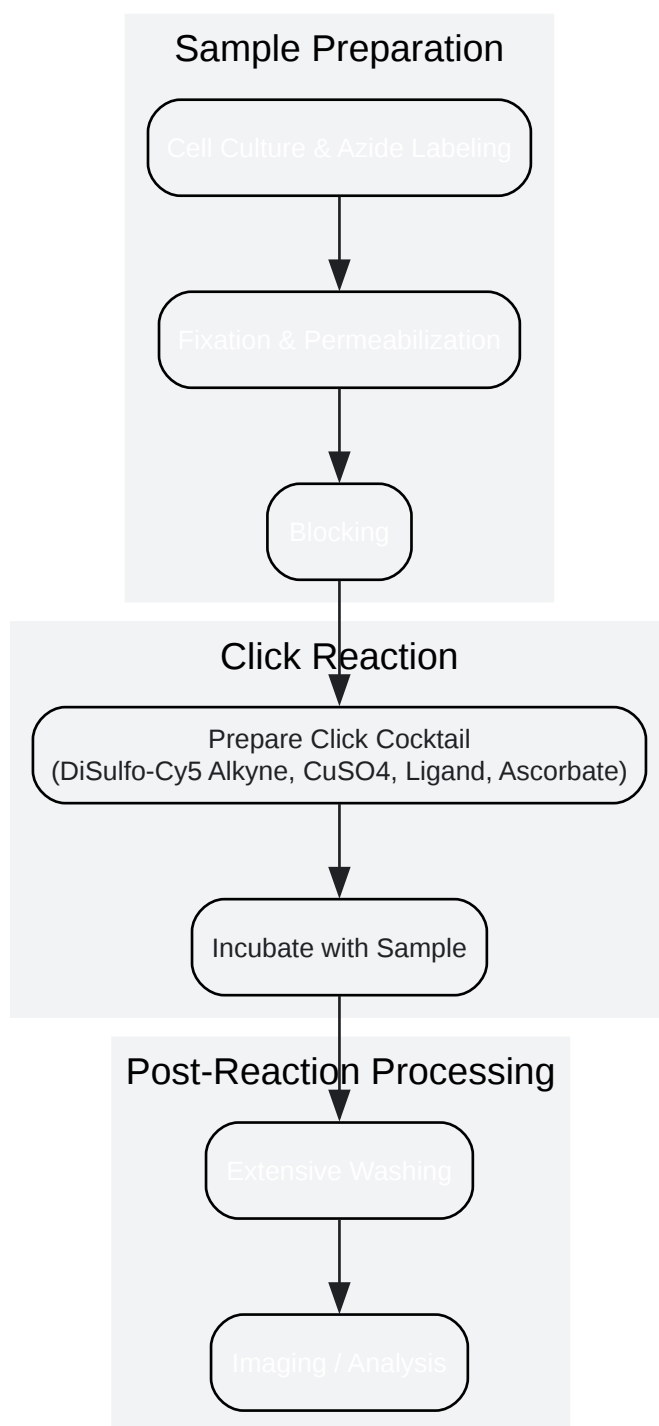 Sample Preparation
Cell Culture & Azide Labeling
Fixation & Permeabilization
Blocking
Click Reaction
Prepare Click Cocktail
(DiSulfo-Cy5 Alkyne, CuSO4, Ligand, Ascorbate)
Incubate with Sample
Post-Reaction Processing
Extensive Washing
Imaging / Analysis